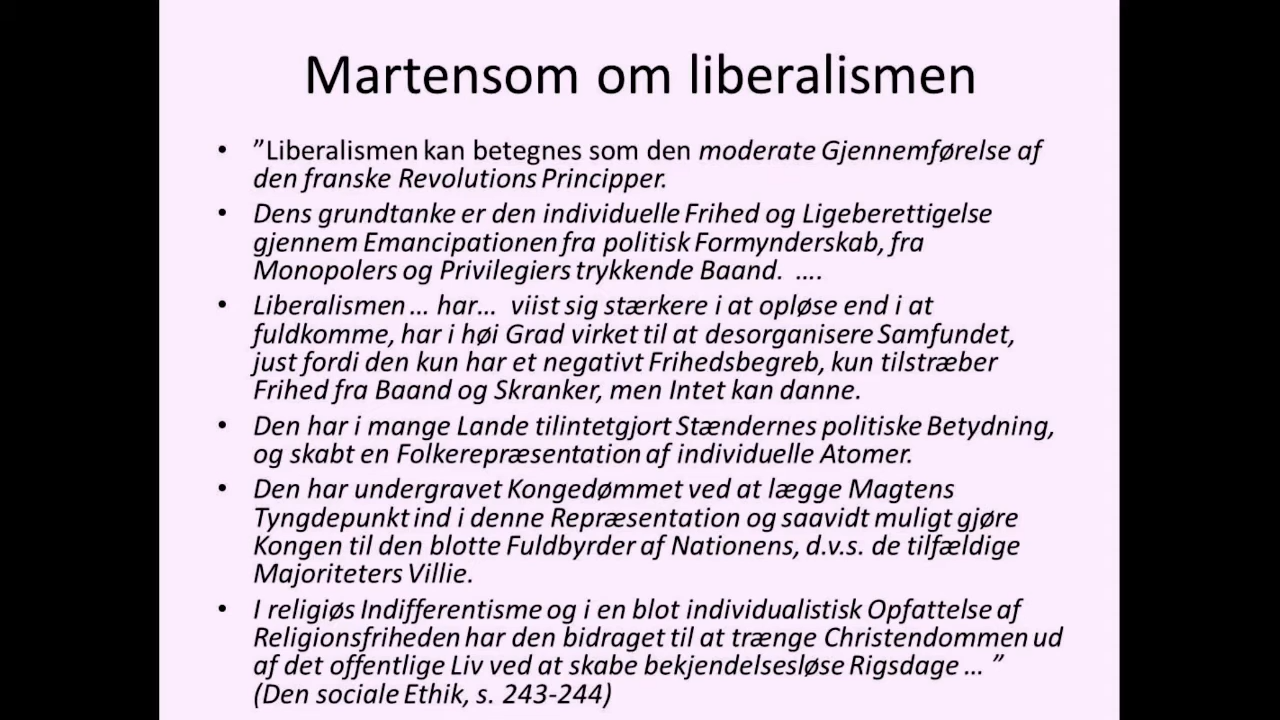 Martensom om liberalismen
• ”Liberalismen kan betegnes som den moderate Gjennemførelse af
den franske Revolutions Principper.
• Dens grundtanke er den individuelle Frihed og Ligeberettigelse
gjennem Emancipationen fra politisk Formynderskab, fra
Monopolers og Privilegiers trykkende Baand. ….
• Liberalismen … har… viist sig stærkere i at opløse end i at
fuldkomme, har i høi Grad virket til at desorganisere Samfundet,
just fordi den kun har et negativt Frihedsbegreb, kun tilstræber
Frihed fra Baand og Skranker, men Intet kan danne.
• Den har i mange Lande tilintetgjort Stændernes politiske Betydning,
og skabt en Folkerepræsentation af individuelle Atomer.
• Den har undergravet Kongedømmet ved at lægge Magtens
Tyngdepunkt ind i denne Repræsentation og saavidt muligt gjøre
Kongen til den blotte Fuldbyrder af Nationens, d.v.s. de tilfældige
Majoriteters Villie.
• I religiøs Indifferentisme og i en blot individualistisk Opfattelse af
Religionsfriheden har den bidraget til at trænge Christendommen ud
af det offentlige Liv ved at skabe bekjendelsesløse Rigsdage … ”
(Den sociale Ethik, s. 243-244)